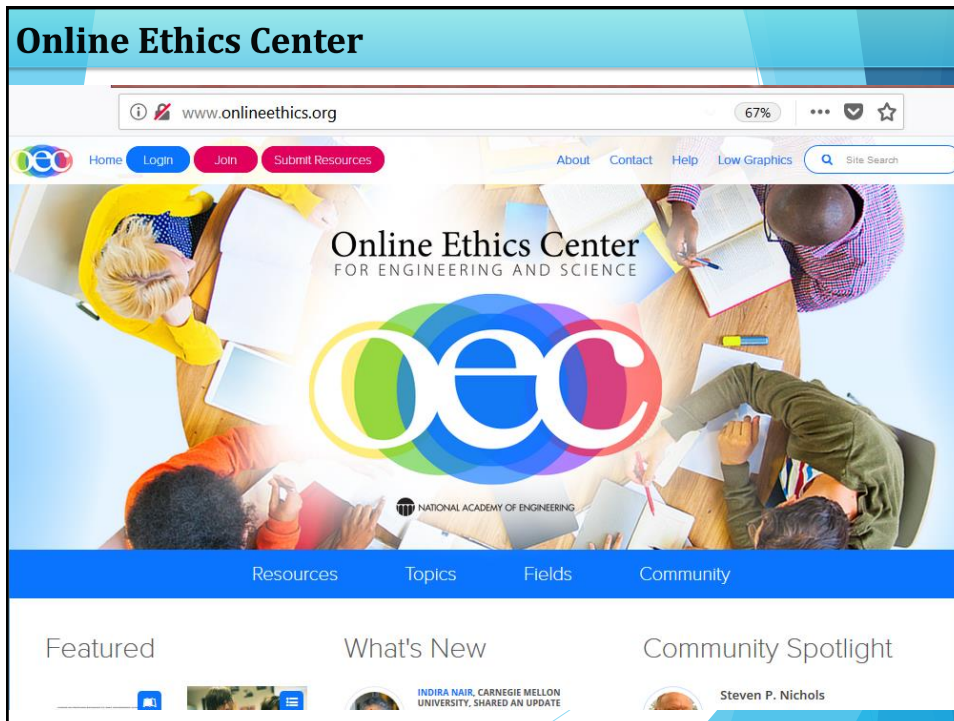 Online Ethics Center
www.onlineethics.org
67%
oec
Home Login Join Submit Resources About Contact Help Low Graphics Site Search
Online Ethics Center
FOR ENGINEERING AND SCIENCE
oec
NATIONAL ACADEMY OF ENGINEERING
Resources Topics Fields Community
Featured What's New Community Spotlight
INDIRA NAIR, CARNEGIE MELLON
UNIVERSITY, SHARED AN UPDATE
Steven P. Nichols